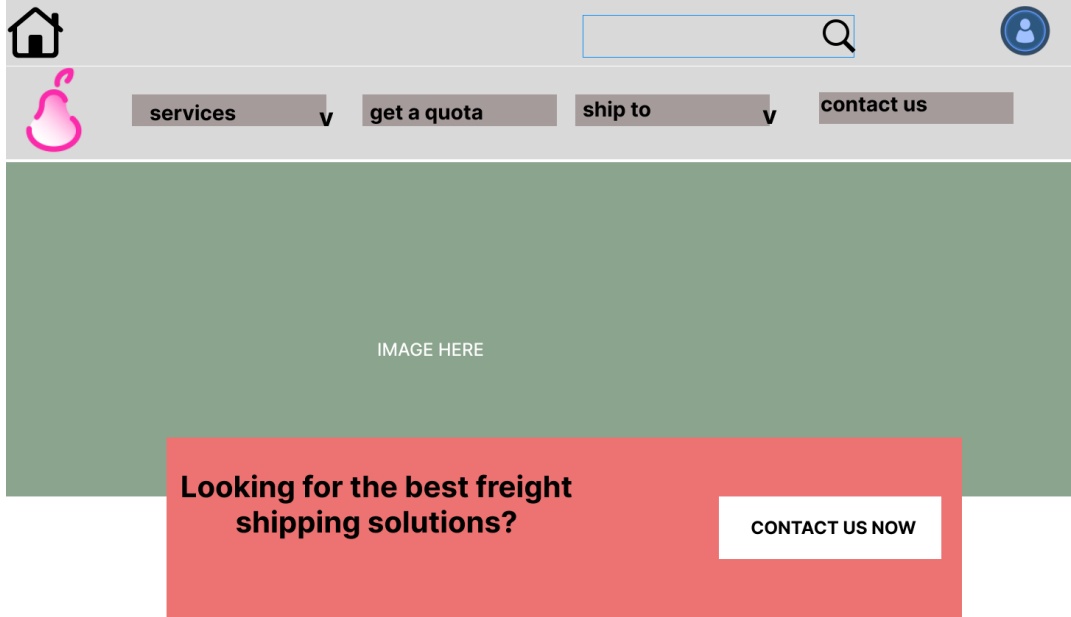 services v
get a quota
ship to v
contact us
IMAGE HERE
Looking for the best freight
shipping solutions?
CONTACT US NOW